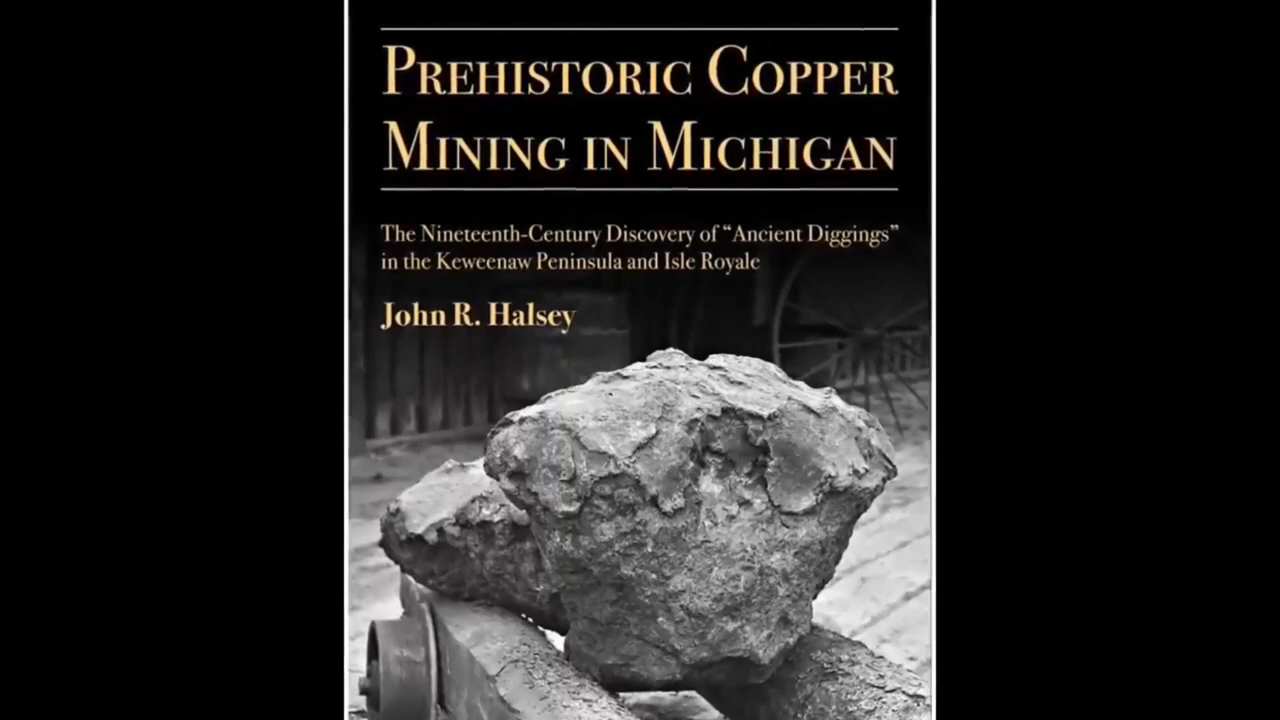 PREHISTORIC COPPER
MINING IN MICHIGAN
The Nineteenth-Century Discovery of “Ancient Diggings”
in the Keweenaw Peninsula and Isle Royale
John R. Halsey